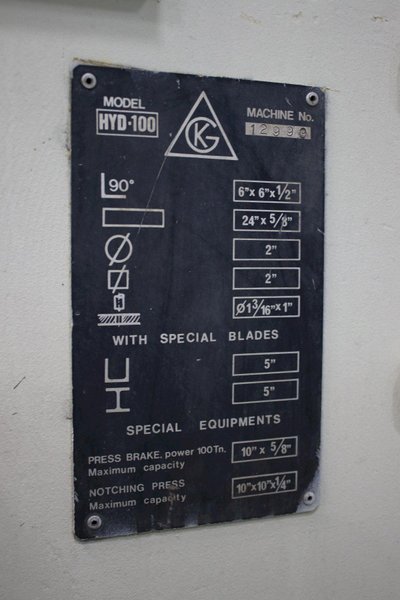 MODEL
HYD·100
GK
MACHINE No.
90°
6"x 6"x 1/2"
24" x 5/8"
2"
2"
Ø1 3/16"x 1"
WITH SPECIAL BLADES
5"
5"
SPECIAL EQUIPMENTS
PRESS BRAKE. power 100Tn.
Maximum capacity
10" x 5/8"
NOTCHING PRESS
Maximum capacity
10"x10"x1/4"